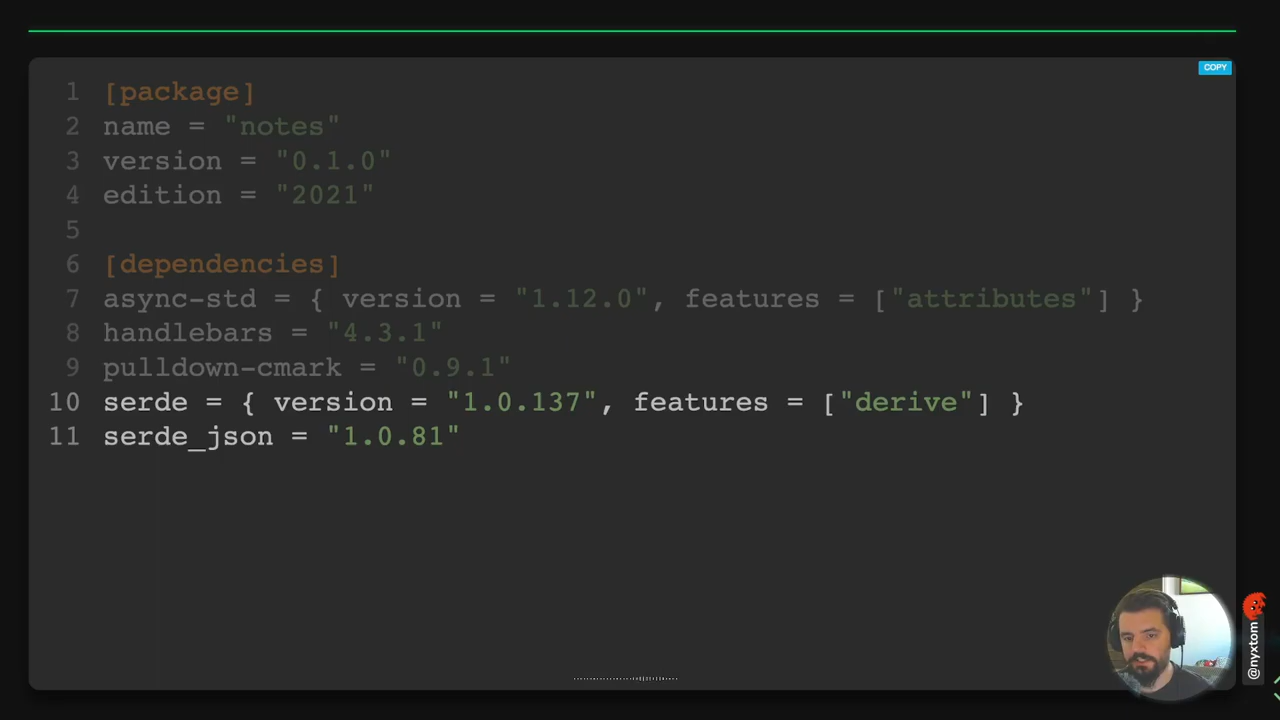 COPY
1 [package]
2 name = "notes"
3 version = "0.1.0"
4 edition = "2021"
5
6 [dependencies]
7 async-std = { version = "1.12.0", features = ["attributes"] }
8 handlebars = "4.3.1"
9 pulldown-cmark = "0.9.1"
10 serde = { version = "1.0.137", features = ["derive"] }
11 serde_json = "1.0.81"
@nyxtom